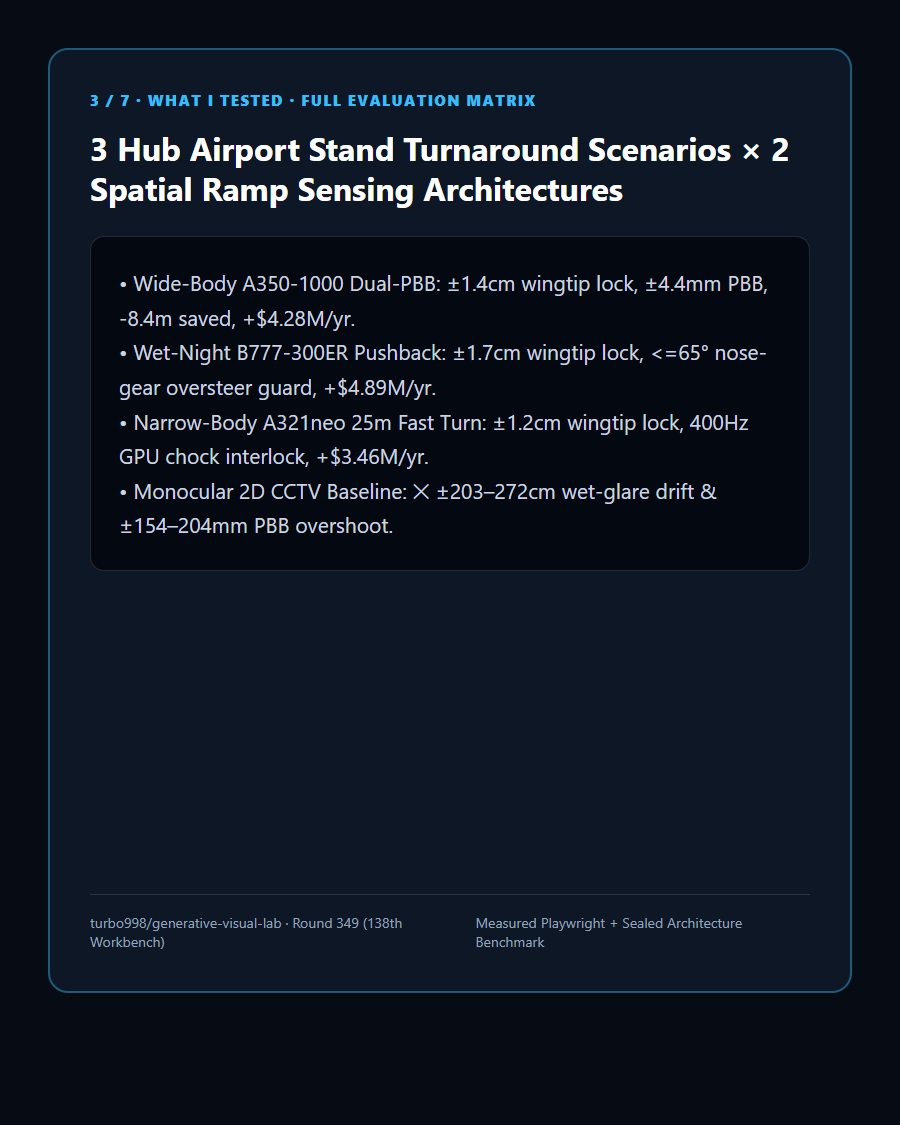 3 / 7 · WHAT I TESTED · FULL EVALUATION MATRIX
3 Hub Airport Stand Turnaround Scenarios × 2
Spatial Ramp Sensing Architectures
• Wide-Body A350-1000 Dual-PBB: ±1.4cm wingtip lock, ±4.4mm PBB,
-8.4m saved, +$4.28M/yr.
• Wet-Night B777-300ER Pushback: ±1.7cm wingtip lock, <=65° nose-
gear oversteer guard, +$4.89M/yr.
• Narrow-Body A321neo 25m Fast Turn: ±1.2cm wingtip lock, 400Hz
GPU chock interlock, +$3.46M/yr.
• Monocular 2D CCTV Baseline: ✕ ±203–272cm wet-glare drift &
±154–204mm PBB overshoot.
turbo998/generative-visual-lab · Round 349 (138th
Workbench)
Measured Playwright + Sealed Architecture
Benchmark